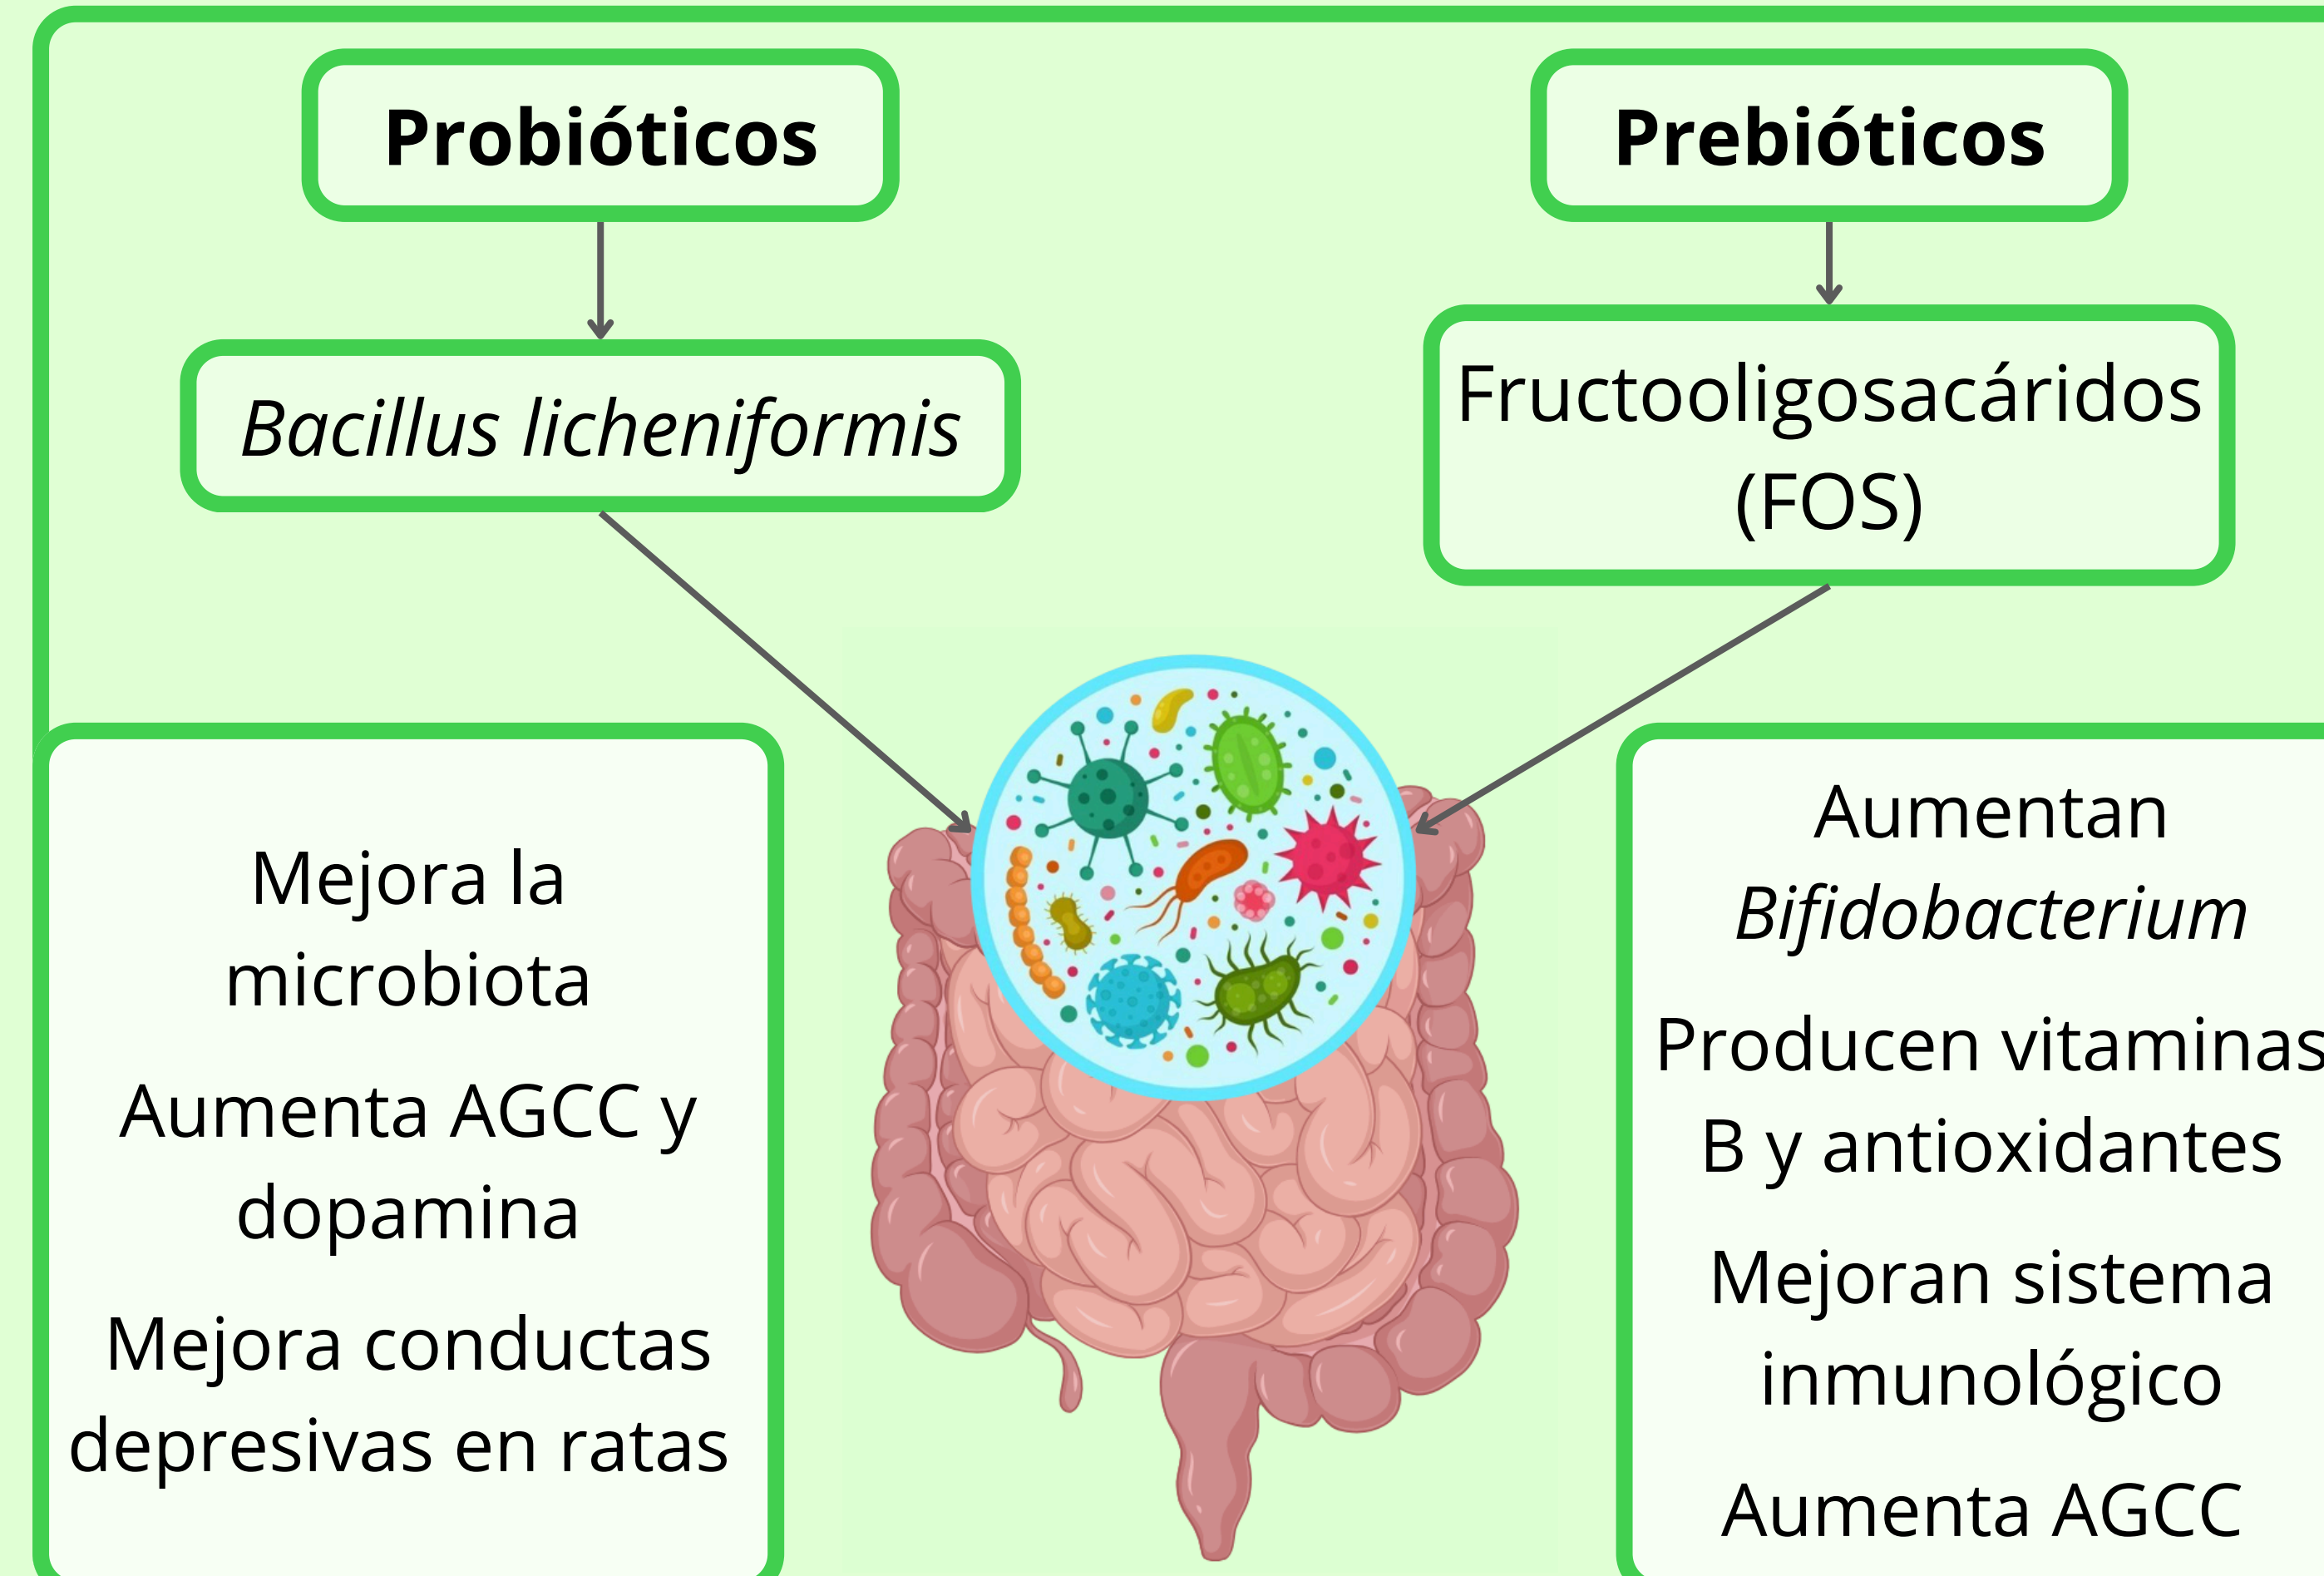 Probióticos
Prebióticos
Bacillus licheniformis
Fructooligosacáridos
(FOS)
Mejora la
microbiota
Aumenta AGCC y
dopamina
Mejora conductas
depresivas en ratas
Aumentan
Bifidobacterium
Producen vitaminas
B y antioxidantes
Mejoran sistema
inmunológico
Aumenta AGCC